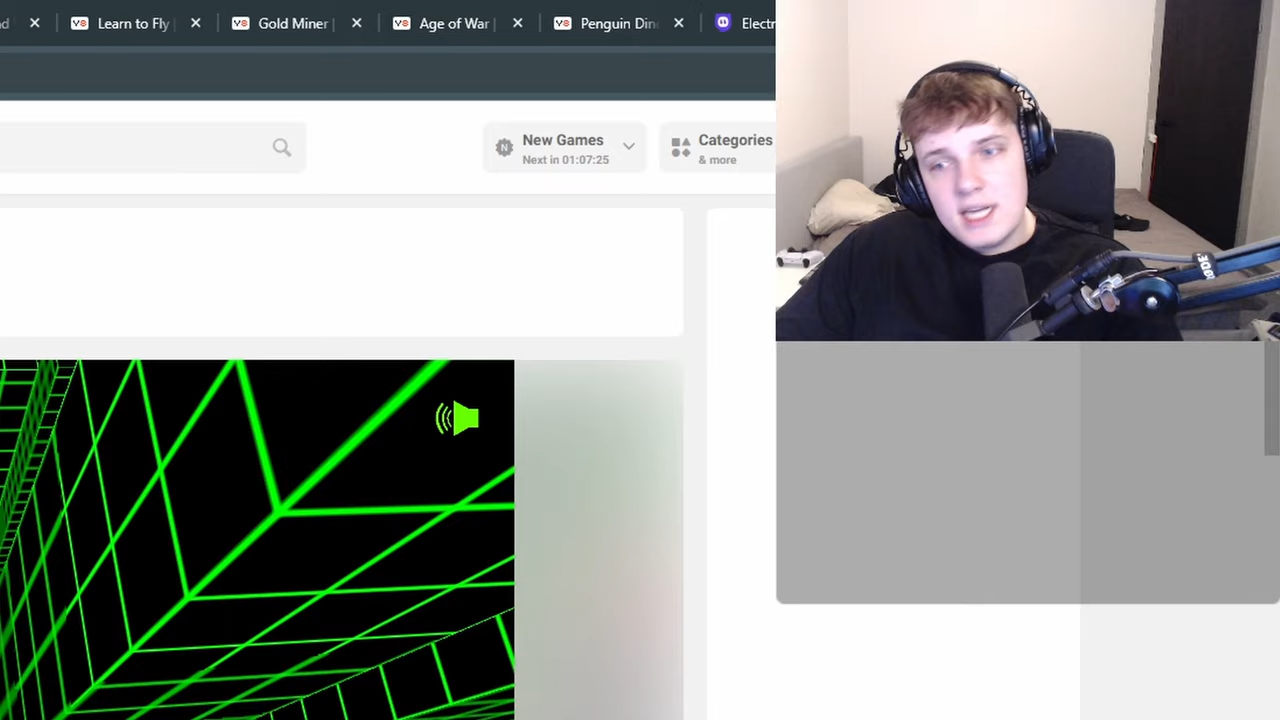 Learn to Fly
Gold Miner |
Age of War |
Penguin Din
Electr
New Games
Next in 01:07:25
Categories
& more